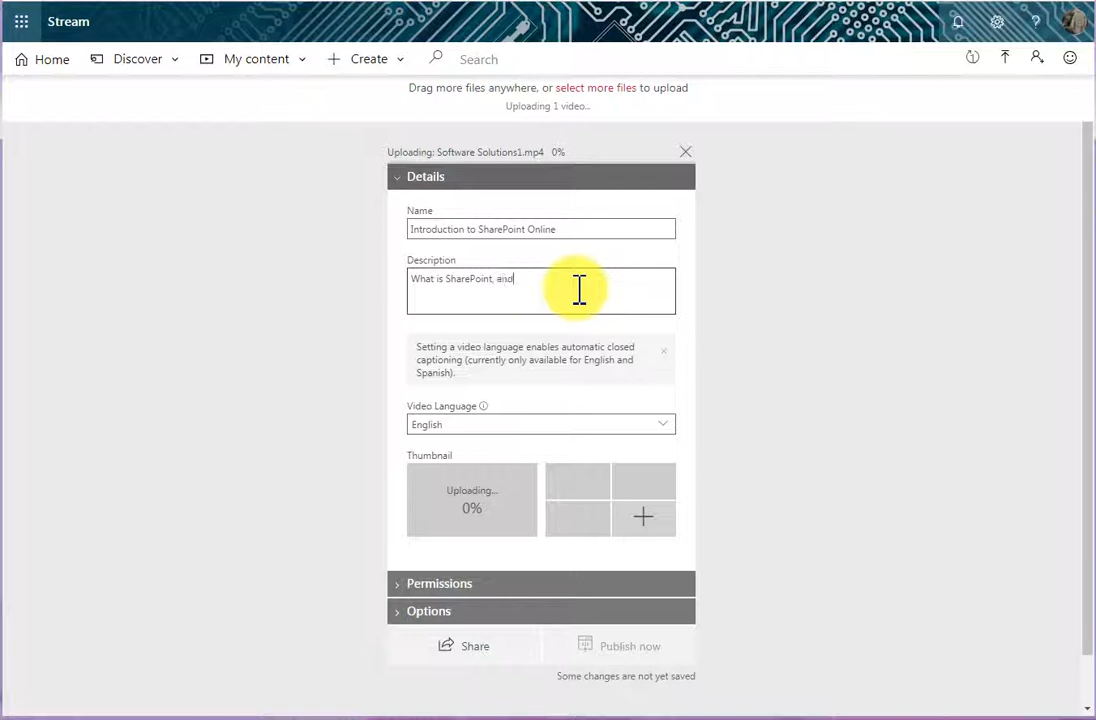 Stream
Home Discover My content Create Search
Drag more files anywhere, or select more files to upload
Uploading 1 video...
Uploading: Software Solutions1.mp4 0%
Details
Name
Introduction to SharePoint Online
Description
What is SharePoint, and
Setting a video language enables automatic closed
captioning (currently only available for English and
Spanish).
Video Language
English
Thumbnail
Uploading...
0%
Permissions
Options
Share Publish now
Some changes are not yet saved